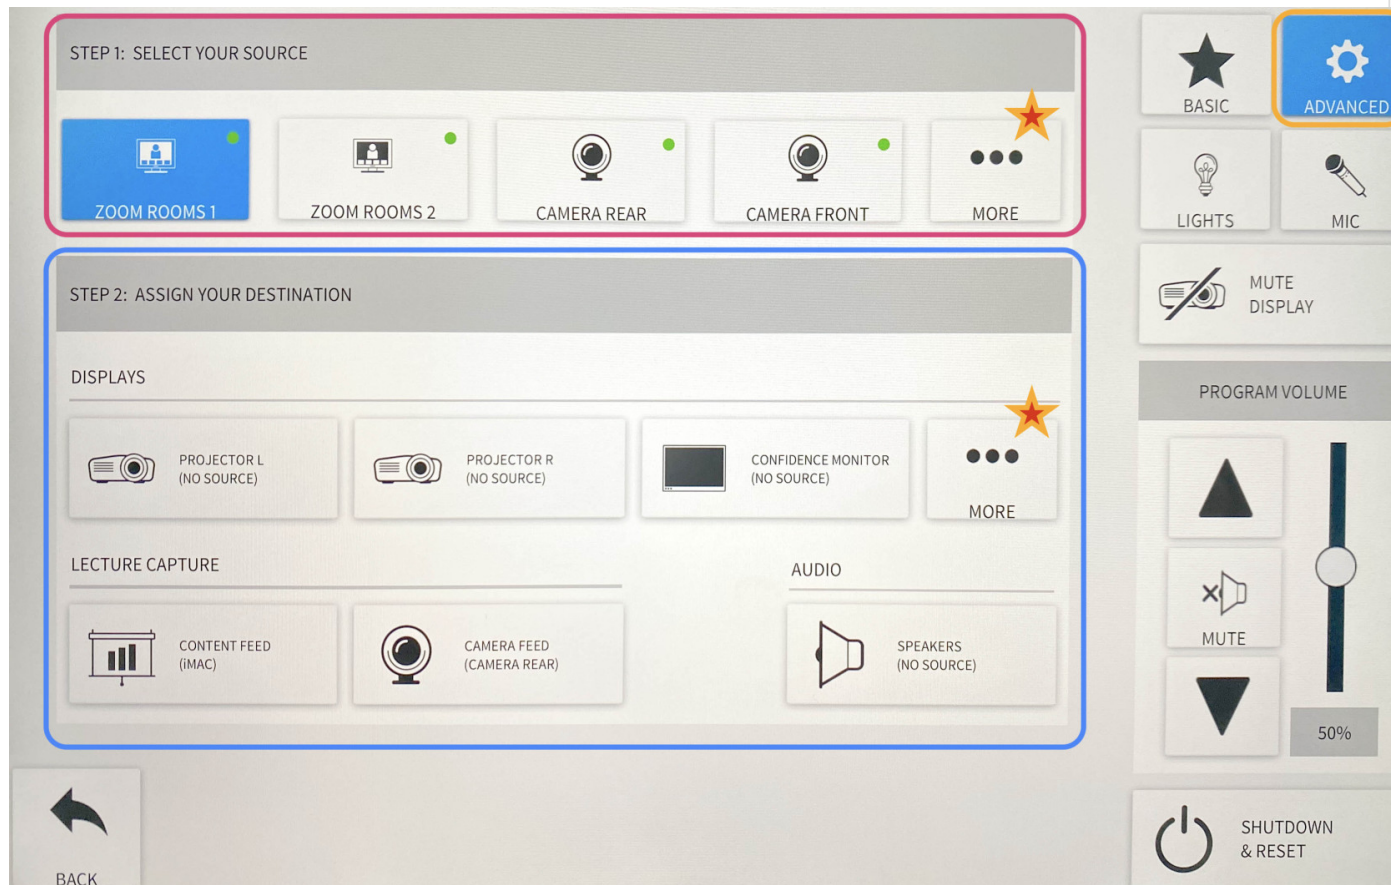 STEP 1: SELECT YOUR SOURCE
ZOOM ROOMS 1
ZOOM ROOMS 2
CAMERA REAR
CAMERA FRONT
MORE
STEP 2: ASSIGN YOUR DESTINATION
DISPLAYS
PROJECTOR L
(NO SOURCE)
PROJECTOR R
(NO SOURCE)
CONFIDENCE MONITOR
(NO SOURCE)
MORE
LECTURE CAPTURE
CONTENT FEED
(iMAC)
CAMERA FEED
(CAMERA REAR)
AUDIO
SPEAKERS
(NO SOURCE)
BACK
BASIC
ADVANCED
LIGHTS
MIC
MUTE
DISPLAY
PROGRAM VOLUME
MUTE
50%
SHUTDOWN
& RESET